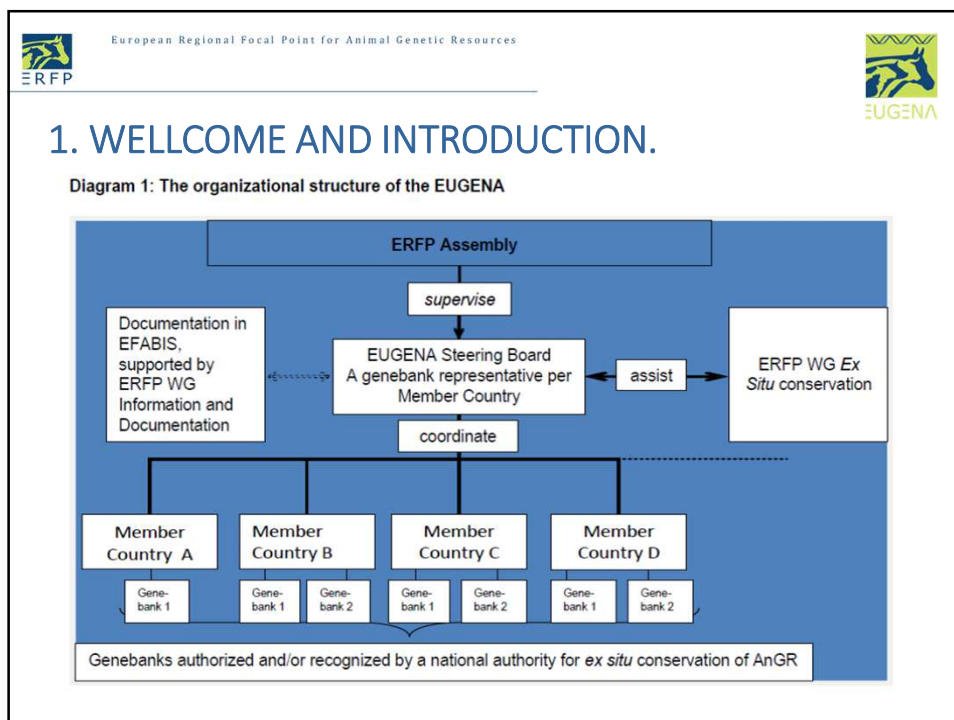 European Regional Focal Point for Animal Genetic Resources
ERFP
EUGENA
1. WELLCOME AND INTRODUCTION.
Diagram 1: The organizational structure of the EUGENA
ERFP Assembly
supervise
Documentation in
EFABIS,
supported by
ERFP WG
Information and
Documentation
EUGENA Steering Board
A genebank representative per
Member Country
assist
ERFP WG Ex
Situ conservation
coordinate
Member
Country A
Member
Country B
Member
Country C
Member
Country D
Gene-
bank 1
Gene-
bank 1
Gene-
bank 2
Gene-
bank 1
Gene-
bank 2
Gene-
bank 1
Gene-
bank 2
Genebanks authorized and/or recognized by a national authority for ex situ conservation of AnGR